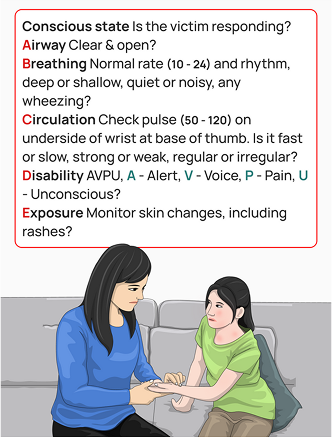 Conscious state Is the victim responding?
Airway Clear & open?
Breathing Normal rate (10 - 24) and rhythm,
deep or shallow, quiet or noisy, any
wheezing?
Circulation Check pulse (50 - 120) on
underside of wrist at base of thumb. Is it fast
or slow, strong or weak, regular or irregular?
Disability AVPU, A - Alert, V - Voice, P - Pain, U
- Unconscious?
Exposure Monitor skin changes, including
rashes?